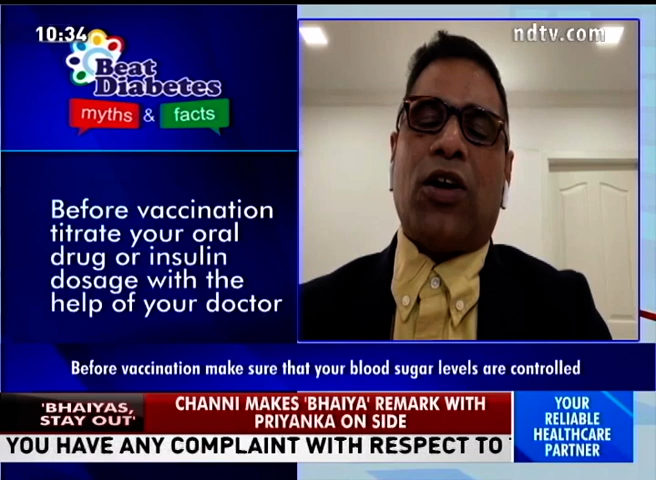 10:34
ndtv.com
Beat
Diabetes
myths & facts
Before vaccination
titrate your oral
drug or insulin
dosage with the
help of your doctor
Before vaccination make sure that your blood sugar levels are controlled
'BHAIYAS,
STAY OUT'
CHANNI MAKES 'BHAIYA' REMARK WITH
PRIYANKA ON SIDE
YOUR
RELIABLE
HEALTHCARE
PARTNER
YOU HAVE ANY COMPLAINT WITH RESPECT TO